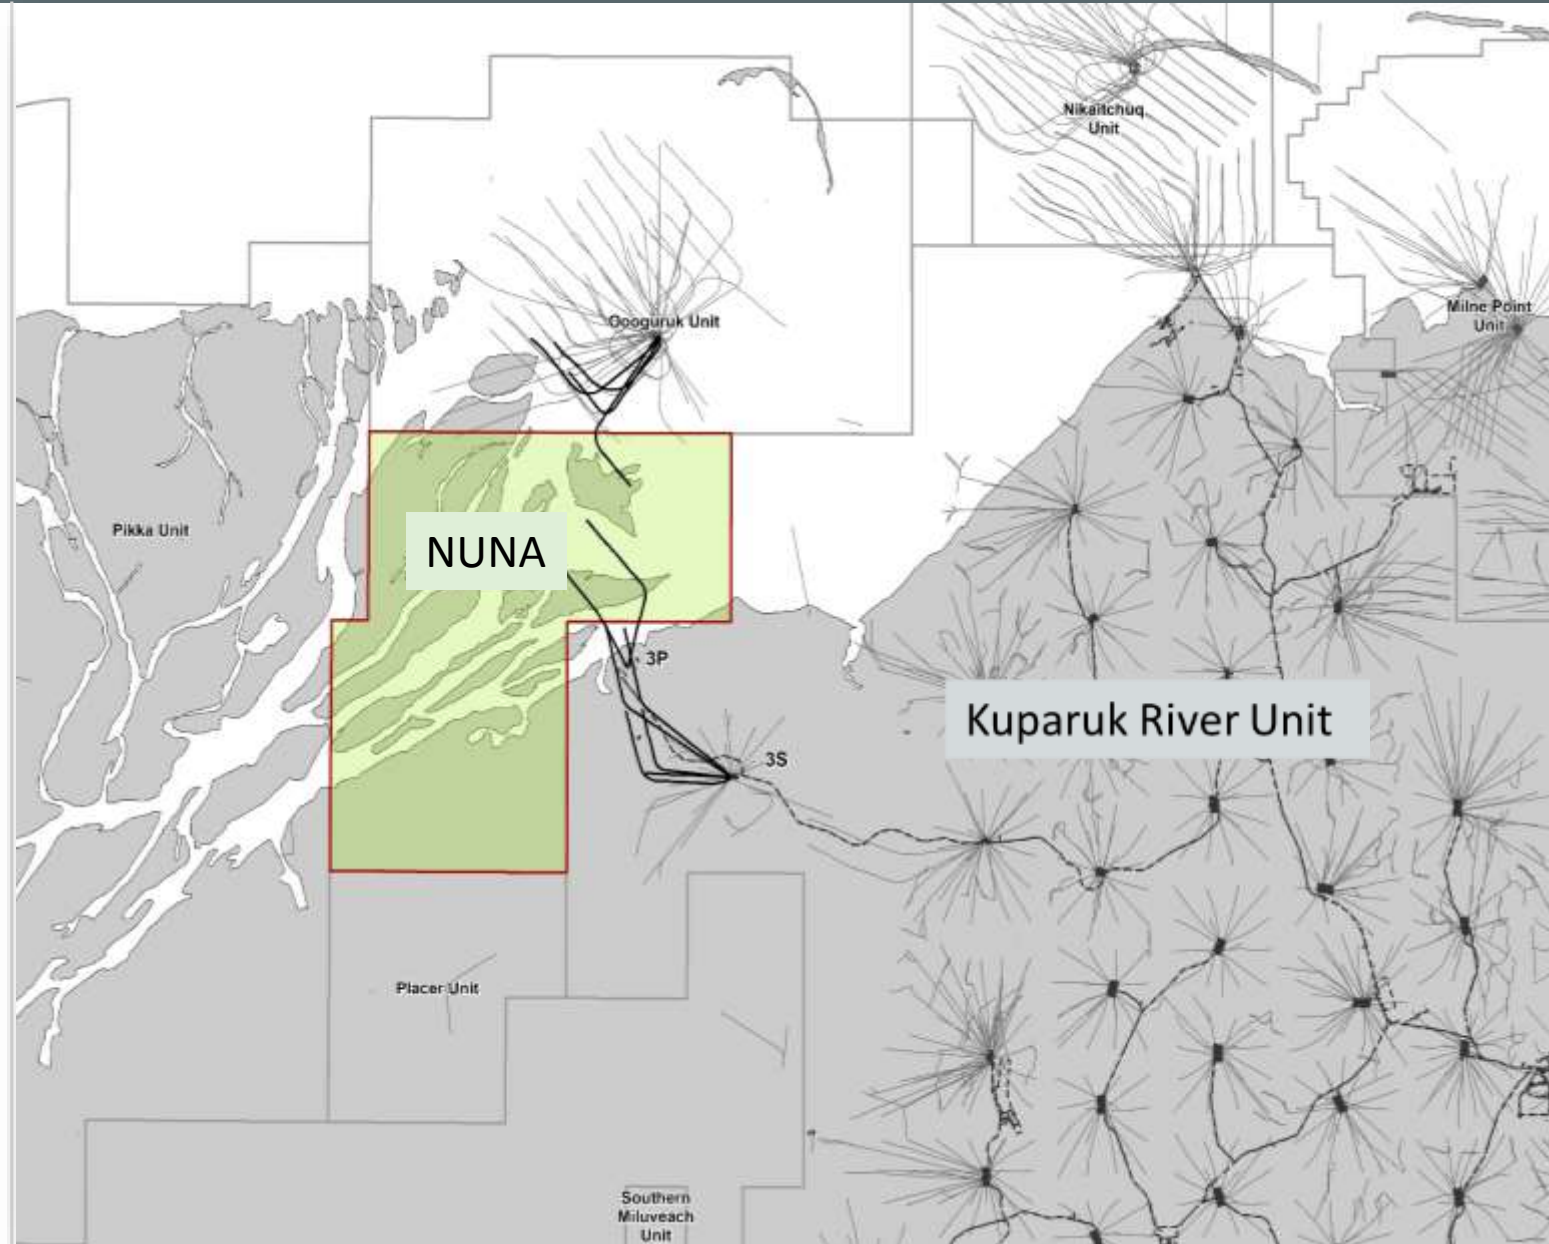 Nikaitchuq
Unit
Milne Point
Unit
Oooguruk Unit
Pikka Unit
NUNA
3P
Kuparuk River Unit
3S
Placer Unit
Southern
Miluveach
Unit